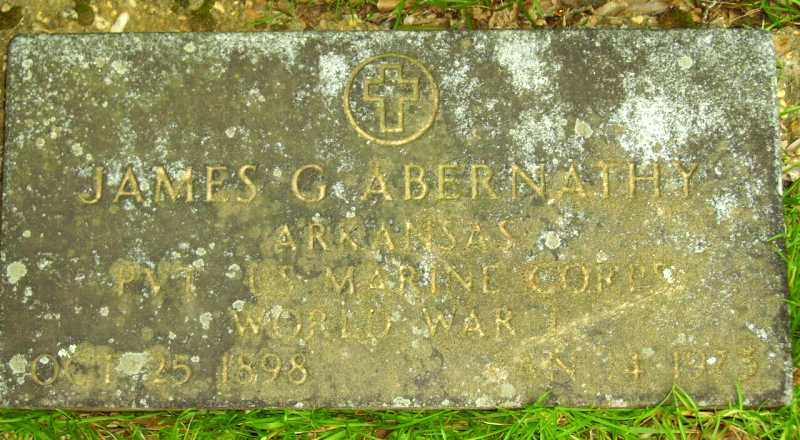 JAMES G ABERNATHY
ARKANSAS
PVT US MARINE CORPS
WORLD WAR I
OCT 25 1898